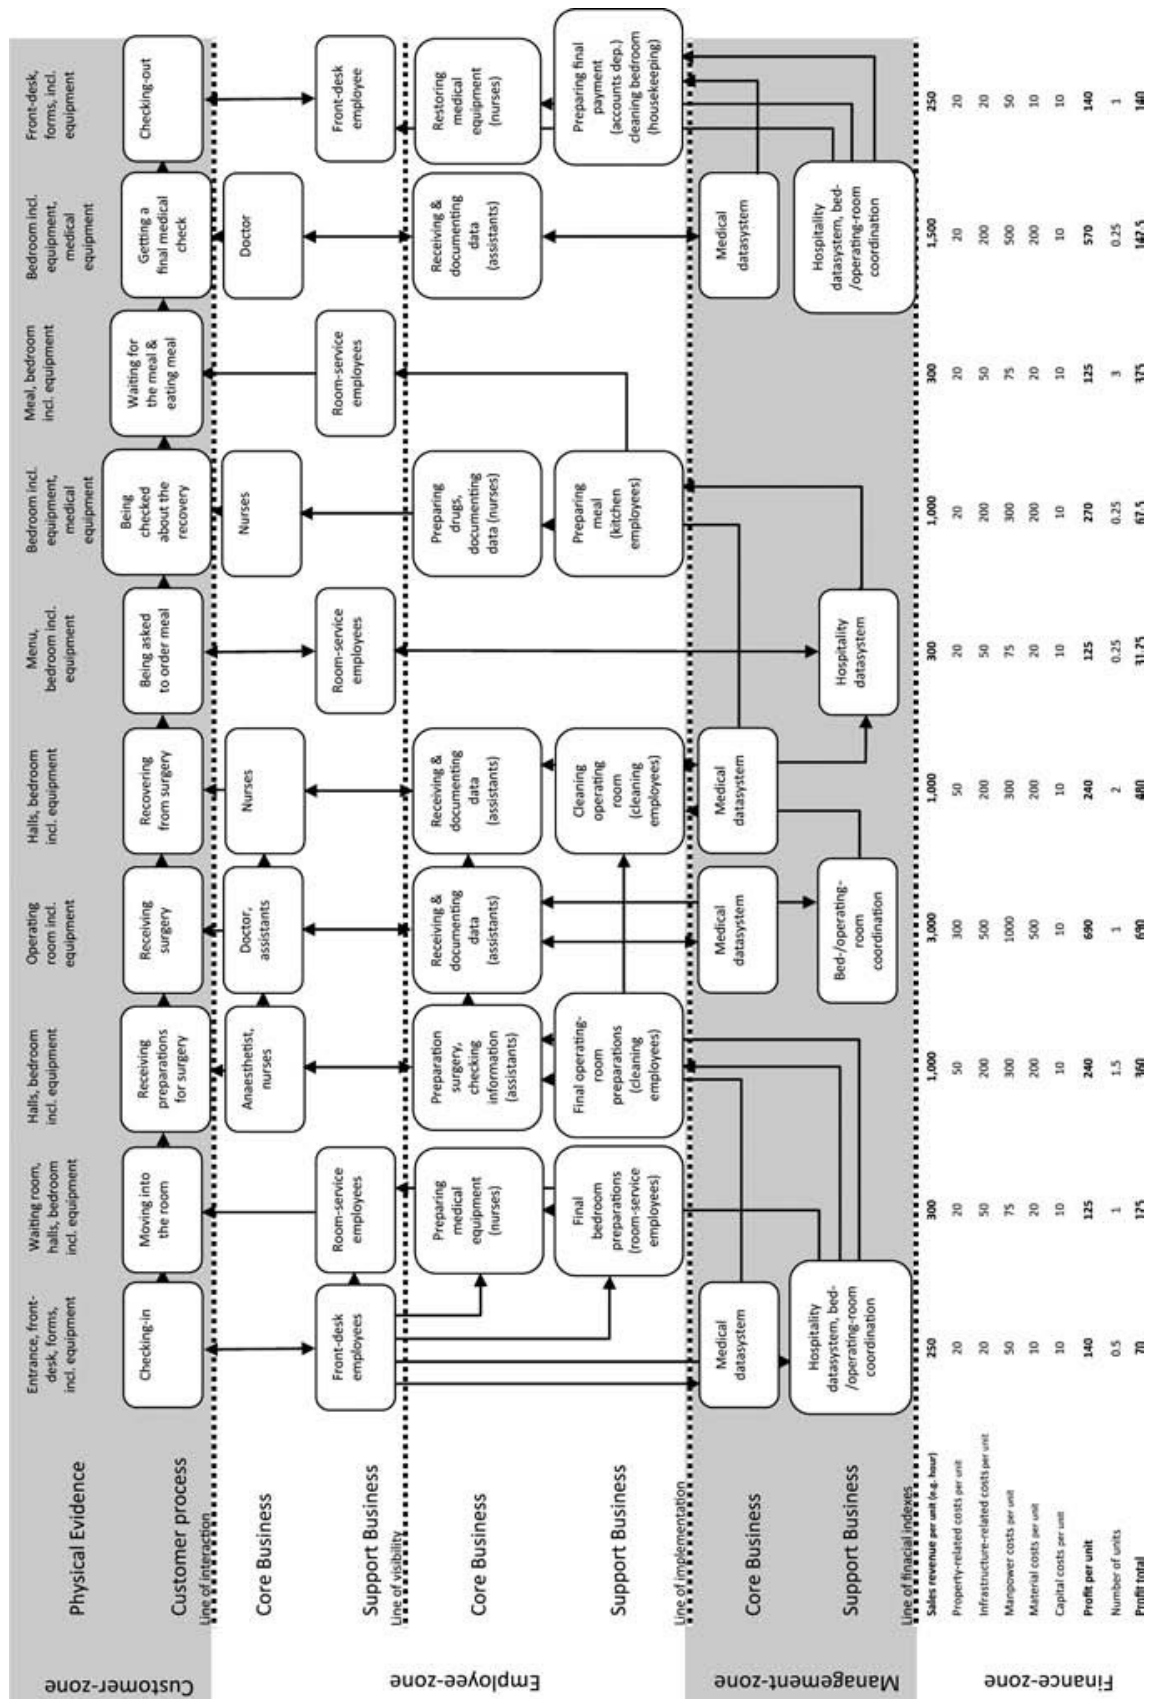 Physical Evidence
Entrance, front-
desk, forms,
incl. equipment
Waiting room,
halls, bedroom
incl. equipment
Halls, bedroom
incl. equipment
Operating
room incl.
equipment
Halls, bedroom
incl. equipment
Menu,
bedroom incl.
equipment
Bedroom incl.
equipment,
medical
equipment
Meal, bedroom
incl. equipment
Bedroom incl.
equipment,
medical
equipment
Front-desk,
forms, incl.
equipment
Customer-zone
Customer process
Checking-in
Moving into
the room
Receiving
preparations
for surgery
Receiving
surgery
Recovering
from surgery
Being asked
to order meal
Being
checked
about the
recovery
Waiting for
the meal &
eating meal
Getting a
final medical
check
Checking-out
Line of interaction
Employee-zone
Core Business
Anaesthetist,
nurses
Doctor,
assistants
Nurses
Nurses
Doctor
Support Business
Front-desk
employees
Room-service
employees
Room-service
employees
Room-service
employees
Front-desk
employee
Line of visibility
Core Business
Preparing
medical
equipment
(nurses)
Preparation
surgery,
checking
information
(assistants)
Receiving &
documenting
data
(assistants)
Receiving &
documenting
data
(assistants)
Preparing
drugs,
documenting
data (nurses)
Receiving &
documenting
data
(assistants)
Restoring
medical
equipment
(nurses)
Support Business
Final
bedroom
preparations
(room-service
employees)
Final operating-
room
preparations
(cleaning
employees)
Cleaning
operating
room
(cleaning
employees)
Preparing
meal
(kitchen
employees)
Preparing final
payment
(accounts dep.)
cleaning bedroom
(housekeeping)
Line of implementation
Management-zone
Core Business
Medical
datasystem
Medical
datasystem
Medical
datasystem
Medical
datasystem
Support Business
Hospitality
datasystem, bed-
/operating-room
coordination
Bed-/operating-
room
coordination
Hospitality
datasystem
Hospitality
datasystem, bed-
/operating-room
coordination
Line of finacial indexes
Finance-zone
Sales revenue per unit (e.g. hour) 250 300 1,000 3,000 1,000 300 1,000 300 1,500 250
Property-related costs per unit 20 20 50 300 50 20 20 20 20 20
Infrastructure-related costs per unit 20 50 200 500 200 50 200 50 200 20
Manpower costs per unit 50 75 300 1000 300 75 300 75 500 50
Material costs per unit 10 20 200 500 200 20 200 20 200 10
Capital costs per unit 10 10 10 10 10 10 10 10 10 10
Profit per unit 140 125 240 690 240 125 270 125 570 140
Number of units 0.5 1 1.5 1 2 0.25 0.25 3 0.25 1
Profit total 70 125 360 690 480 31.25 67.5 375 142.5 140